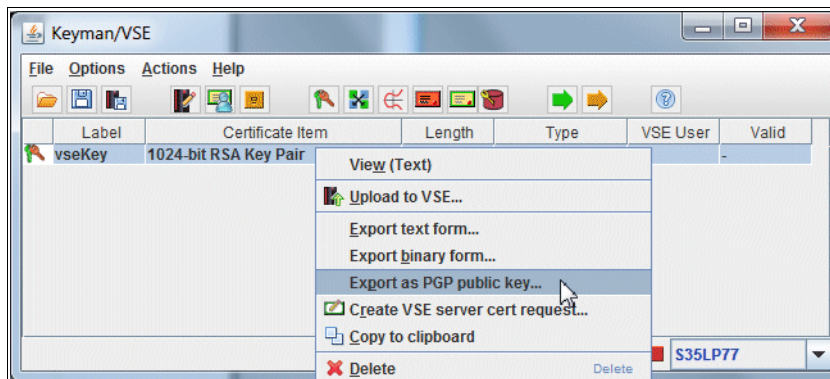 Keyman/VSE
File Options Actions Help
Label Certificate Item Length Type VSE User Valid
vseKey 1024-bit RSA Key Pair -
View (Text)
Upload to VSE...
Export text form...
Export binary form...
Export as PGP public key...
Create VSE server cert request...
Copy to clipboard
S35LP77
Delete Delete